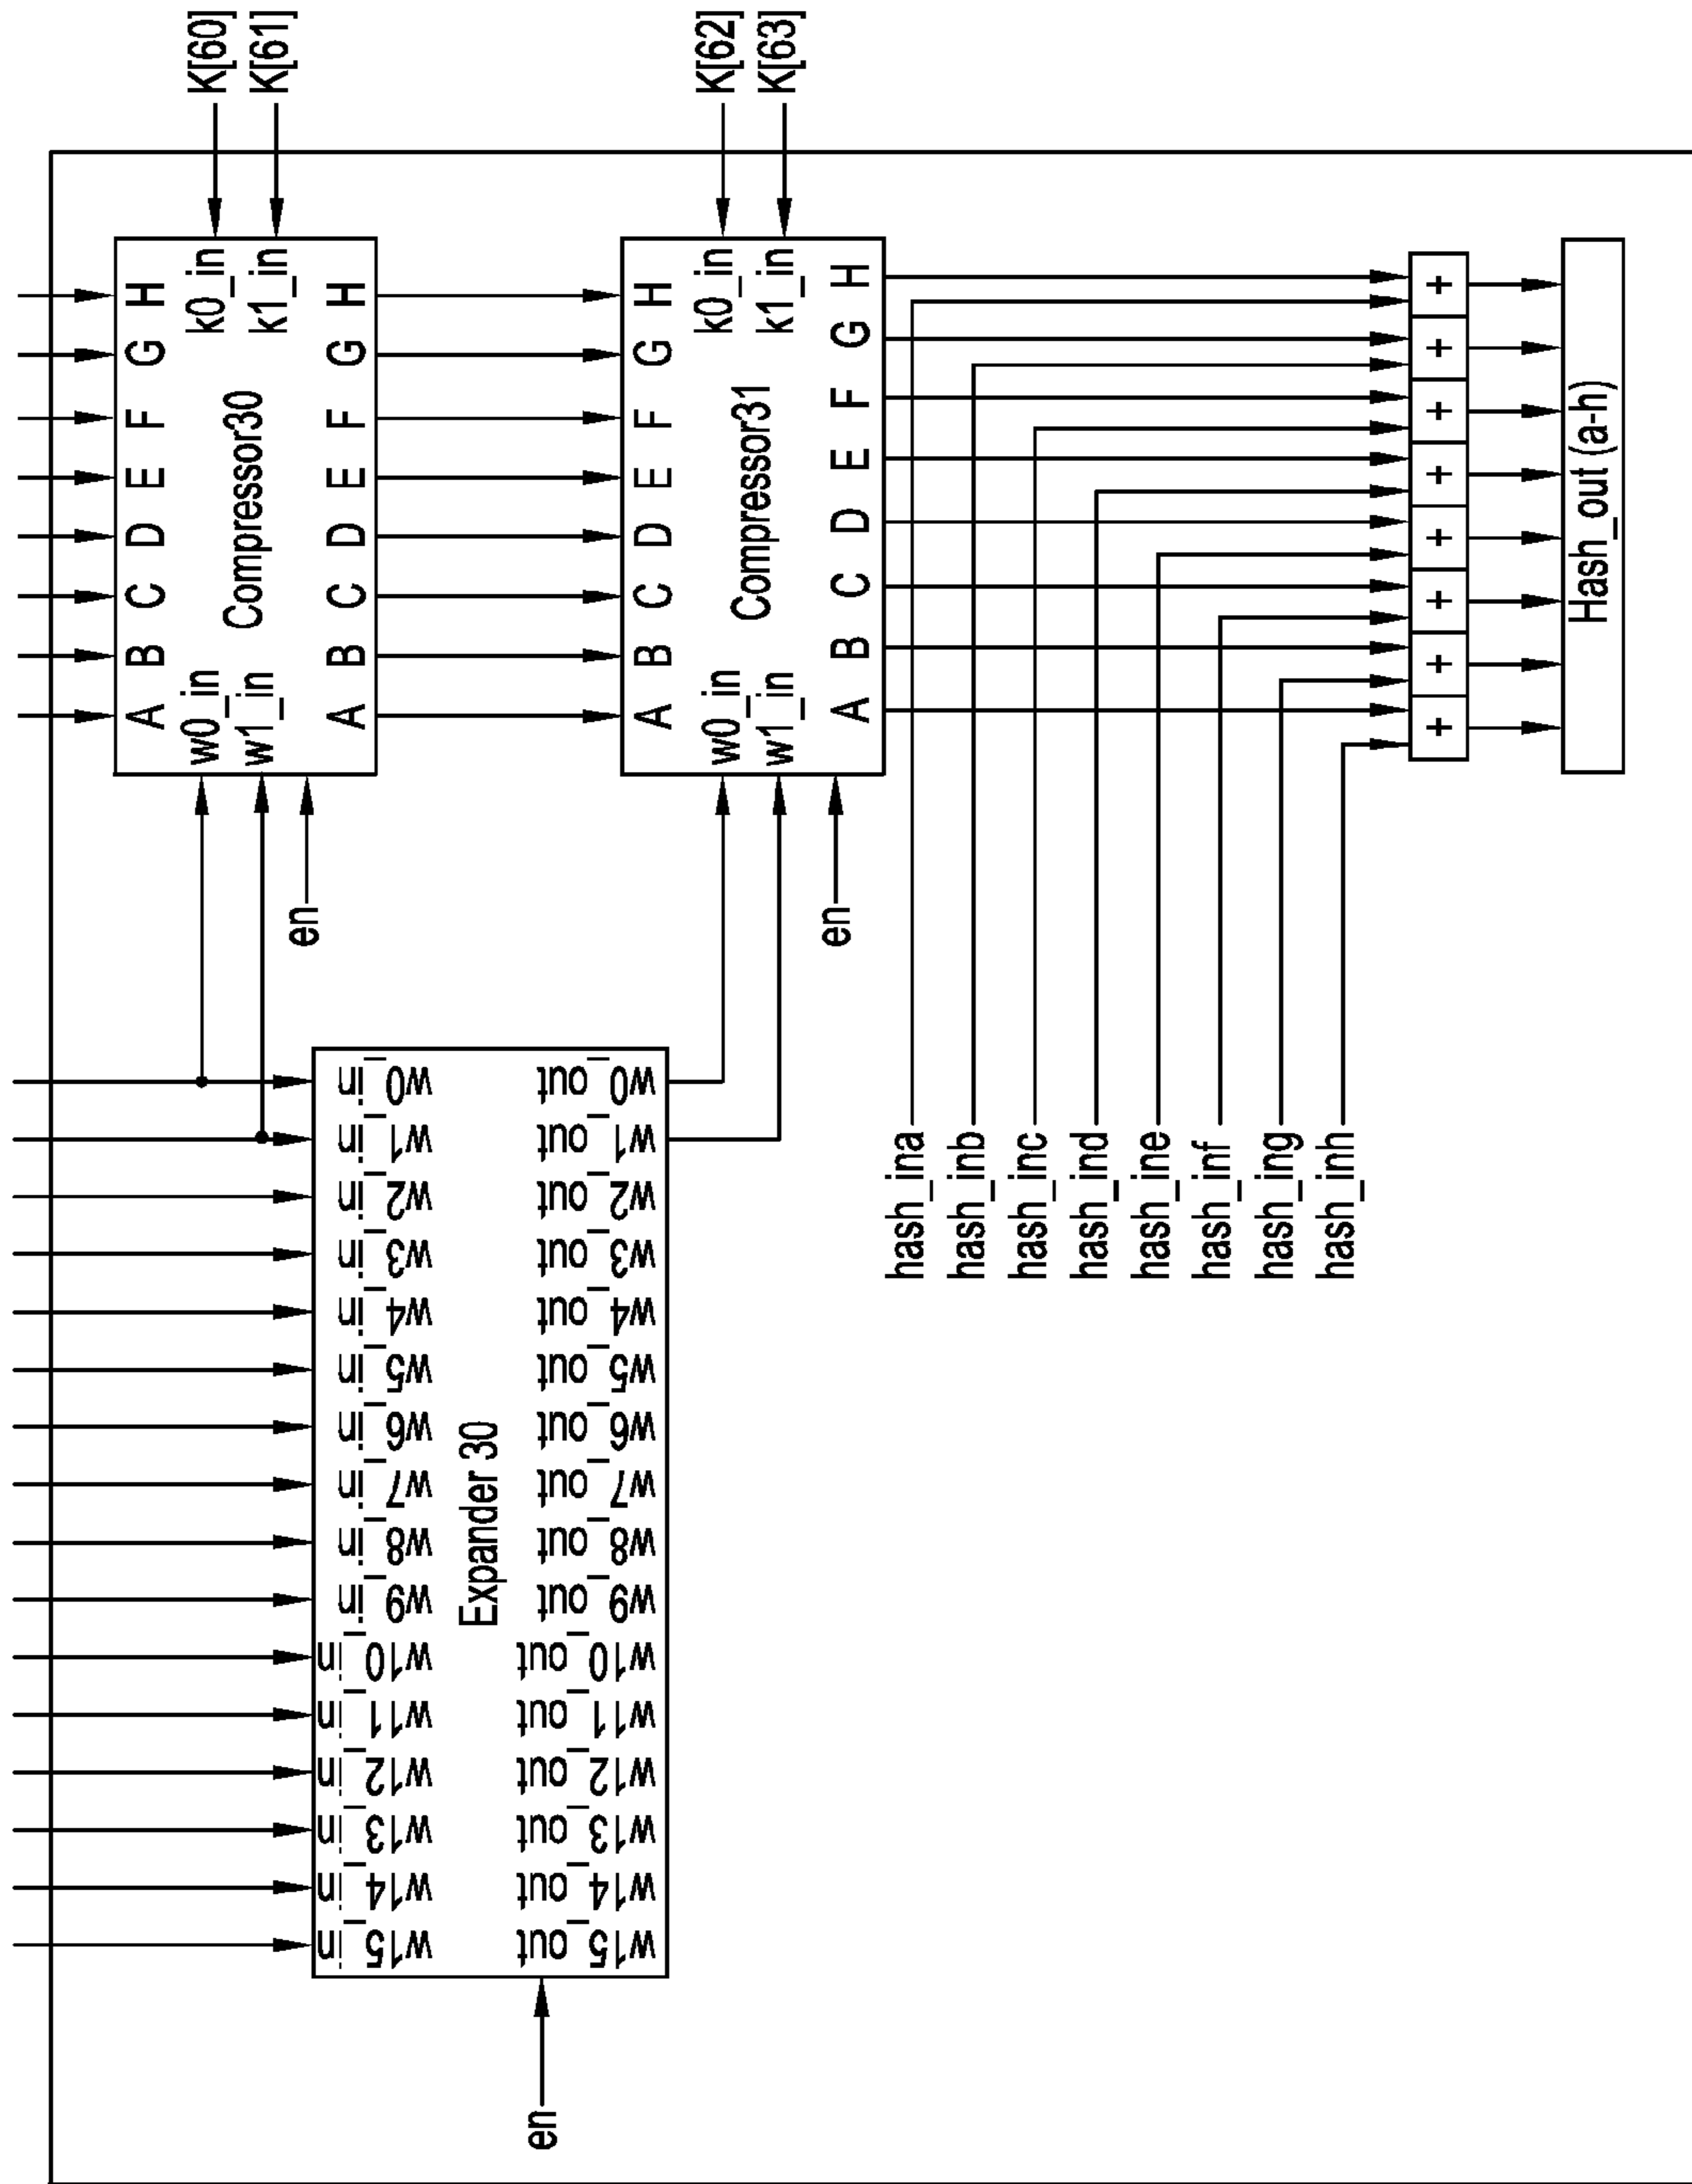 K[60]
K[61]
A B C D E F G H
w0_in
w1_in
k0_in
k1_in
Compressor30
A B C D E F G H
en
K[62]
K[63]
A B C D E F G H
w0_in
w1_in
k0_in
k1_in
Compressor31
A B C D E F G H
en
w15_in
w14_in
w13_in
w12_in
w11_in
w10_in
w9_in
w8_in
w7_in
w6_in
w5_in
w4_in
w3_in
w2_in
w1_in
w0_in
Expander 30
w15_out
w14_out
w13_out
w12_out
w11_out
w10_out
w9_out
w8_out
w7_out
w6_out
w5_out
w4_out
w3_out
w2_out
w1_out
w0_out
en
hash_ina
hash_inb
hash_inc
hash_ind
hash_ine
hash_inf
hash_ing
hash_inh
+ + + + + + + +
Hash_out (a-h)